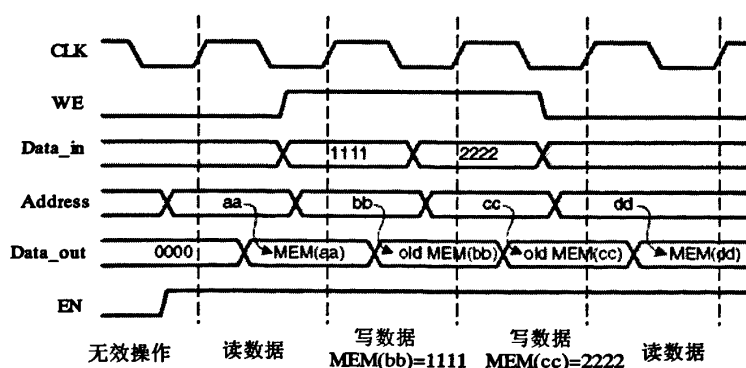 CLK
WE
Data_in 1111 2222
Address aa bb cc dd
Data_out 0000 MEM(aa) old MEM(bb) old MEM(cc) MEM(dd)
EN
无效操作 读数据 写数据 写数据 读数据
MEM(bb)=1111 MEM(cc)=2222